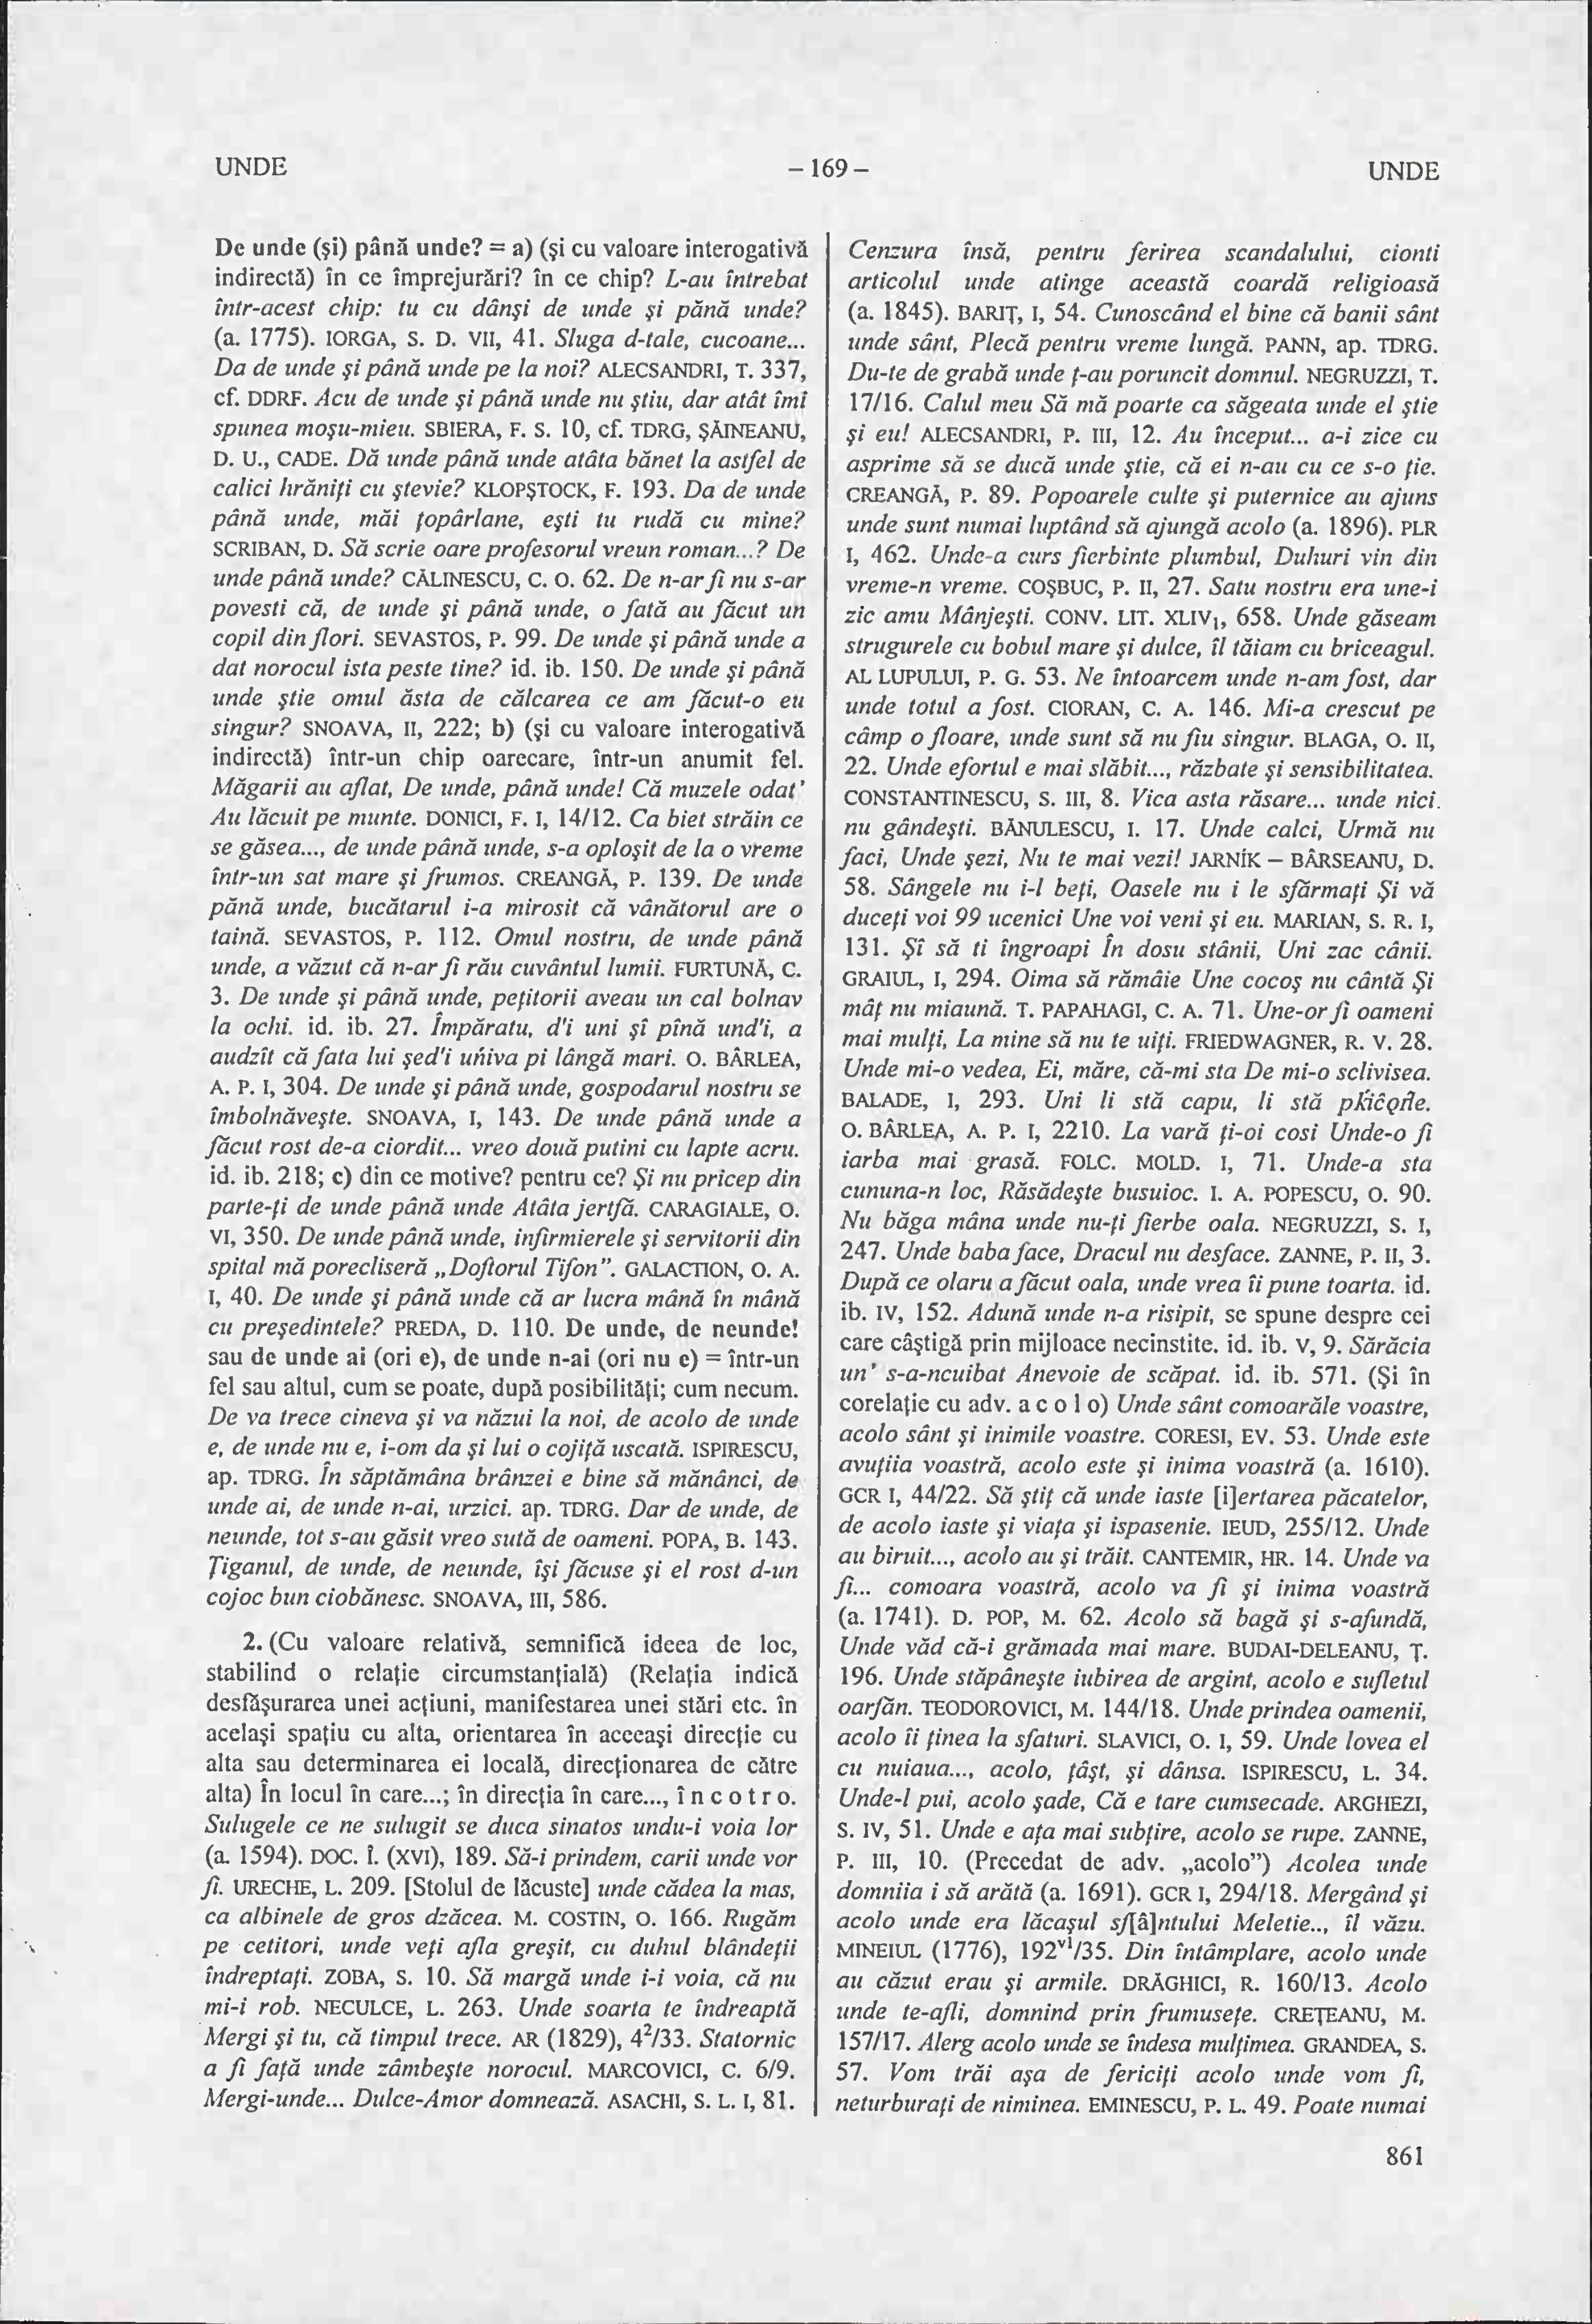 UNDE
– 169 –
UNDE
De unde (şi) până unde? = a) (şi cu valoare interogativă
indirectă) în ce împrejurări? în ce chip? L-au întrebat
într-acest chip: tu cu dânşi de unde şi pănă unde?
(a. 1775). IORGA, S. D. VII, 41. Sluga d-tale, cucoane...
Da de unde şi până unde pe la noi? ALECSANDRI, T. 337,
cf. DDRF. Acu de unde şi până unde nu ştiu, dar atât îmi
spunea moşu-mieu. SBIERA, F. S. 10, cf. TDRG, ŞĂINEANU,
D. U., CADE. Dă unde până unde atâta bănet la astfel de
calici hrăniţi cu ştevie? KLOPŞTOCK, F. 193. Da de unde
până unde, măi ţopârlane, eşti tu rudă cu mine?
SCRIBAN, D. Să scrie oare profesorul vreun roman...? De
unde până unde? CĂLINESCU, C. O. 62. De n-ar fi nu s-ar
povesti că, de unde şi până unde, o fată au făcut un
copil din flori. SEVASTOS, P. 99. De unde şi până unde a
dat norocul ista peste tine? id. ib. 150. De unde şi până
unde ştie omul ăsta de călcarea ce am făcut-o eu
singur? SNOAVA, II, 222; b) (şi cu valoare interogativă
indirectă) într-un chip oarecare, într-un anumit fel.
Măgarii au aflat, De unde, până unde! Că muzele odat'
Au lăcuit pe munte. DONICI, F. I, 14/12. Ca biet străin ce
se găsea..., de unde până unde, s-a oploşit de la o vreme
într-un sat mare şi frumos. CREANGĂ, P. 139. De unde
pănă unde, bucătarul i-a mirosit că vânătorul are o
taină. SEVASTOS, P. 112. Omul nostru, de unde până
unde, a văzut că n-ar fi rău cuvântul lumii. FURTUNĂ, C.
3. De unde şi până unde, peţitorii aveau un cal bolnav
la ochi. id. ib. 27. Împăratu, d'i uni şî pînă und'i, a
audzît că fata lui şed'i uńiva pi lângă mari. O. BÂRLEA,
A. P. I, 304. De unde şi până unde, gospodarul nostru se
îmbolnăveşte. SNOAVA, I, 143. De unde până unde a
făcut rost de-a ciordit... vreo două putini cu lapte acru.
id. ib. 218; c) din ce motive? pentru ce? Şi nu pricep din
parte-ţi de unde până unde Atâta jertfă. CARAGIALE, O.
VI, 350. De unde până unde, infirmierele şi servitorii din
spital mă porecliseră „Doftorul Tifon”. GALACTION, O. A.
I, 40. De unde şi până unde că ar lucra mână în mână
cu preşedintele? PREDA, D. 110. De unde, de neunde!
sau de unde ai (ori e), de unde n-ai (ori nu e) = într-un
fel sau altul, cum se poate, după posibilităţi; cum necum.
De va trece cineva şi va năzui la noi, de acolo de unde
e, de unde nu e, i-om da şi lui o cojiţă uscată. ISPIRESCU,
ap. TDRG. În săptămâna brânzei e bine să mănânci, de
unde ai, de unde n-ai, urzici. ap. TDRG. Dar de unde, de
neunde, tot s-au găsit vreo sută de oameni. POPA, B. 143.
Ţiganul, de unde, de neunde, îşi făcuse şi el rost d-un
cojoc bun ciobănesc. SNOAVA, III, 586.
2. (Cu valoare relativă, semnifică ideea de loc,
stabilind o relaţie circumstanţială) (Relaţia indică
desfăşurarea unei acţiuni, manifestarea unei stări etc. în
acelaşi spaţiu cu alta, orientarea în aceeaşi direcţie cu
alta sau determinarea ei locală, direcţionarea de către
alta) În locul în care...; în direcţia în care..., î n c o t r o.
Sulugele ce ne sulugit se duca sinatos undu-i voia lor
(a. 1594). DOC. Î. (XVI), 189. Să-i prindem, carii unde vor
fi. URECHE, L. 209. [Stolul de lăcuste] unde cădea la mas,
ca albinele de gros dzăcea. M. COSTIN, O. 166. Rugăm
pe cetitori, unde veţi afla greşit, cu duhul blândeţii
îndreptaţi. ZOBA, S. 10. Să margă unde i-i voia, că nu
mi-i rob. NECULCE, L. 263. Unde soarta te îndreaptă
Mergi şi tu, că timpul trece. AR (1829), 4²/33. Statornic
a fi faţă unde zâmbeşte norocul. MARCOVICI, C. 6/9.
Mergi-unde... Dulce-Amor domnează. ASACHI, S. L. I, 81.
Cenzura însă, pentru ferirea scandalului, cionti
articolul unde atinge această coardă religioasă
(a. 1845). BARIŢ, I, 54. Cunoscând el bine că banii sânt
unde sânt, Plecă pentru vreme lungă. PANN, ap. TDRG.
Du-te de grabă unde ţ-au poruncit domnul. NEGRUZZI, T.
17/16. Calul meu Să mă poarte ca săgeata unde el ştie
şi eu! ALECSANDRI, P. III, 12. Au început... a-i zice cu
asprime să se ducă unde ştie, că ei n-au cu ce s-o ţie.
CREANGĂ, P. 89. Popoarele culte şi puternice au ajuns
unde sunt numai luptând să ajungă acolo (a. 1896). PLR
I, 462. Unde-a curs fierbinte plumbul, Duhuri vin din
vreme-n vreme. COŞBUC, P. II, 27. Satu nostru era une-i
zic amu Mânjeşti. CONV. LIT. XLIV₁, 658. Unde găseam
strugurele cu bobul mare şi dulce, îl tăiam cu briceagul.
AL LUPULUI, P. G. 53. Ne întoarcem unde n-am fost, dar
unde totul a fost. CIORAN, C. A. 146. Mi-a crescut pe
câmp o floare, unde sunt să nu fiu singur. BLAGA, O. II,
22. Unde efortul e mai slăbit..., răzbate şi sensibilitatea.
CONSTANTINESCU, S. III, 8. Vica asta răsare... unde nici
nu gândeşti. BĂNULESCU, I. 17. Unde calci, Urmă nu
faci, Unde şezi, Nu te mai vezi! JARNÍK – BÂRSEANU, D.
58. Sângele nu i-l beţi, Oasele nu i le sfărmaţi Şi vă
duceţi voi 99 ucenici Une voi veni şi eu. MARIAN, S. R. I,
131. Şî să ti îngroapi În dosu stânii, Uni zac cânii.
GRAIUL, I, 294. Oima să rămâie Une cocoş nu cântă Şi
mâţ nu miaună. T. PAPAHAGI, C. A. 71. Une-or fi oameni
mai mulţi, La mine să nu te uiţi. FRIEDWAGNER, R. V. 28.
Unde mi-o vedea, Ei, măre, că-mi sta De mi-o sclivisea.
BALADE, I, 293. Uni li stă capu, li stă
O. BÂRLEA, A. P. I, 2210. La vară ţi-oi cosi Unde-o fi
iarba mai grasă. FOLC. MOLD. I, 71. Unde-a sta
cununa-n loc, Răsădeşte busuioc. I. A. POPESCU, O. 90.
Nu băga mâna unde nu-ţi fierbe oala. NEGRUZZI, S. I,
247. Unde baba face, Dracul nu desface. ZANNE, P. II, 3.
După ce olaru a făcut oala, unde vrea îi pune toarta. id.
ib. IV, 152. Adună unde n-a risipit, se spune despre cei
care câştigă prin mijloace necinstite. id. ib. V, 9. Sărăcia
un' s-a-ncuibat Anevoie de scăpat. id. ib. 571. (Şi în
corelaţie cu adv. a c o l o) Unde sânt comoarăle voastre,
acolo sânt şi inimile voastre. CORESI, EV. 53. Unde este
avuţiia voastră, acolo este şi inima voastră (a. 1610).
GCR I, 44/22. Să ştiţ că unde iaste [i]ertarea păcatelor,
de acolo iaste şi viaţa şi ispasenie. IEUD, 255/12. Unde
au biruit..., acolo au şi trăit. CANTEMIR, HR. 14. Unde va
fi... comoara voastră, acolo va fi şi inima voastră
(a. 1741). D. POP, M. 62. Acolo să bagă şi s-afundă,
Unde văd că-i grămada mai mare. BUDAI-DELEANU, Ţ.
196. Unde stăpâneşte iubirea de argint, acolo e sufletul
oarfăn. TEODOROVICI, M. 144/18. Unde prindea oamenii,
acolo îi ţinea la sfaturi. SLAVICI, O. I, 59. Unde lovea el
cu nuiaua..., acolo, ţâşt, şi dânsa. ISPIRESCU, L. 34.
Unde-l pui, acolo şade, Că e tare cumsecade. ARGHEZI,
S. IV, 51. Unde e aţa mai subţire, acolo se rupe. ZANNE,
P. III, 10. (Precedat de adv. „acolo”) Acolea unde
domniia i să arătă (a. 1691). GCR I, 294/18. Mergând şi
acolo unde era lăcaşul sf[â]ntului Meletie.., îl văzu.
MINEIUL (1776), 192ᵛ¹/35. Din întâmplare, acolo unde
au căzut erau şi armile. DRĂGHICI, R. 160/13. Acolo
unde te-afli, domnind prin frumuseţe. CREŢEANU, M.
157/17. Alerg acolo unde se îndesa mulţimea. GRANDEA, S.
57. Vom trăi aşa de fericiţi acolo unde vom fi,
neturburaţi de niminea. EMINESCU, P. L. 49. Poate numai
861